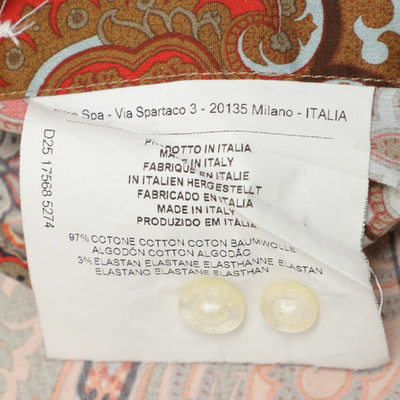 Spa - Via Spartaco 3 - 20135 Milano - ITALIA
D25 17568 5274
PRODOTTO IN ITALIA
MADE IN ITALY
FABRIQUÉ EN ITALIE
IN ITALIEN HERGESTELLT
FABRICADO EN ITALIA
MADE IN ITALY
PRODUZIDO EM ITALIA
97% COTONE COTTON COTON BAUMWOLLE
ALGODÓN COTTON ALGODÃO
3% ELASTAN ELASTANE ELASTHANNE ELASTAN
ELASTANO ELASTANE ELASTHAN